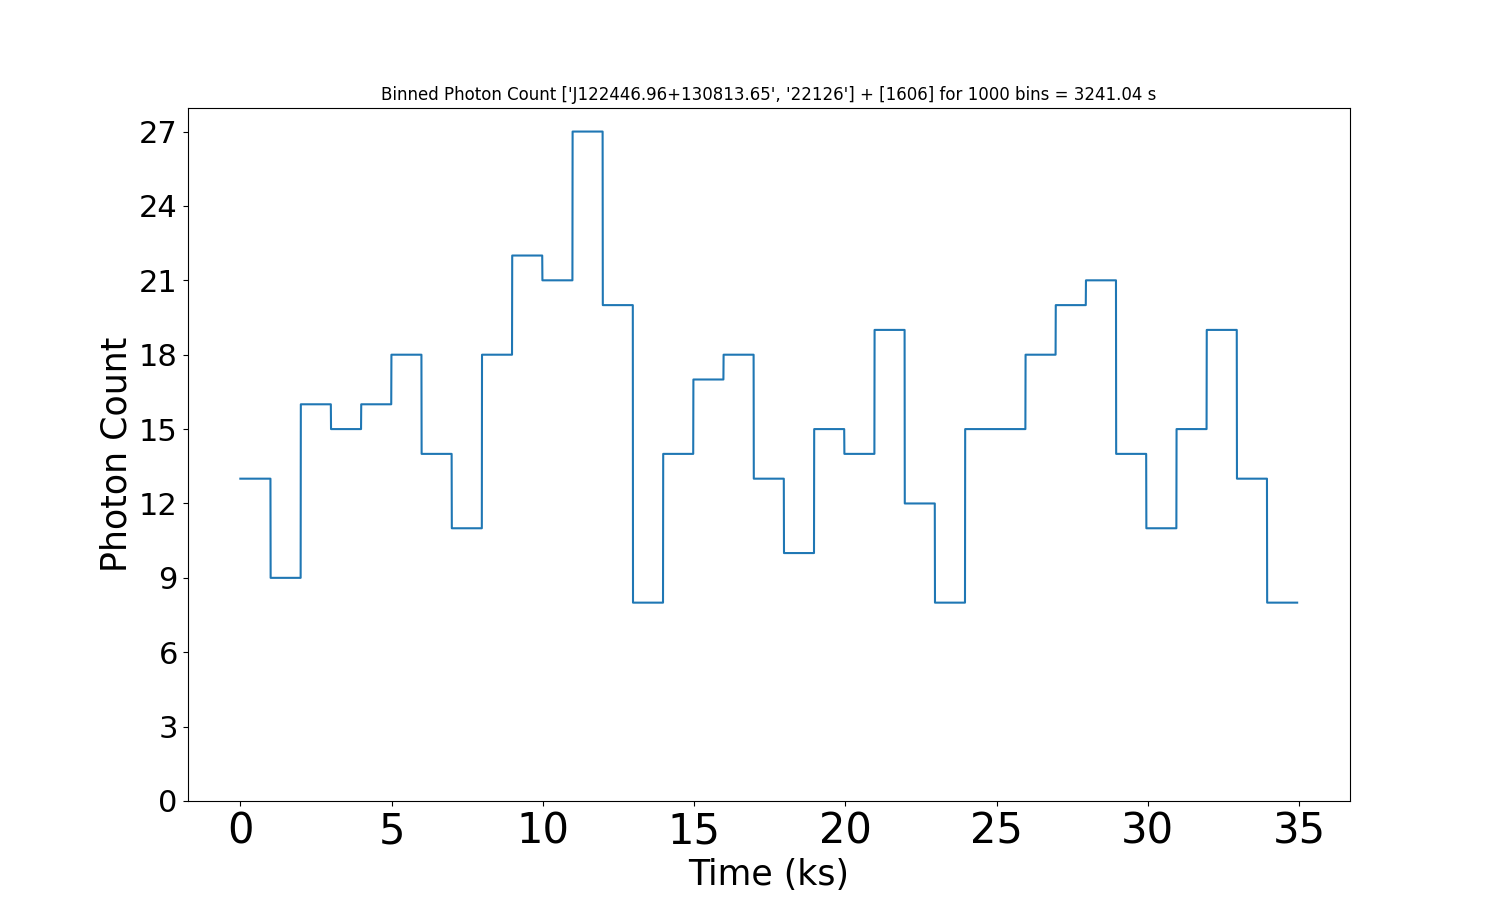 Binned Photon Count ['J122446.96+130813.65', '22126'] + [1606] for 1000 bins = 3241.04 s
27
24
21
18
15
12
9
6
3
0
Photon Count
0 5 10 15 20 25 30 35
Time (ks)